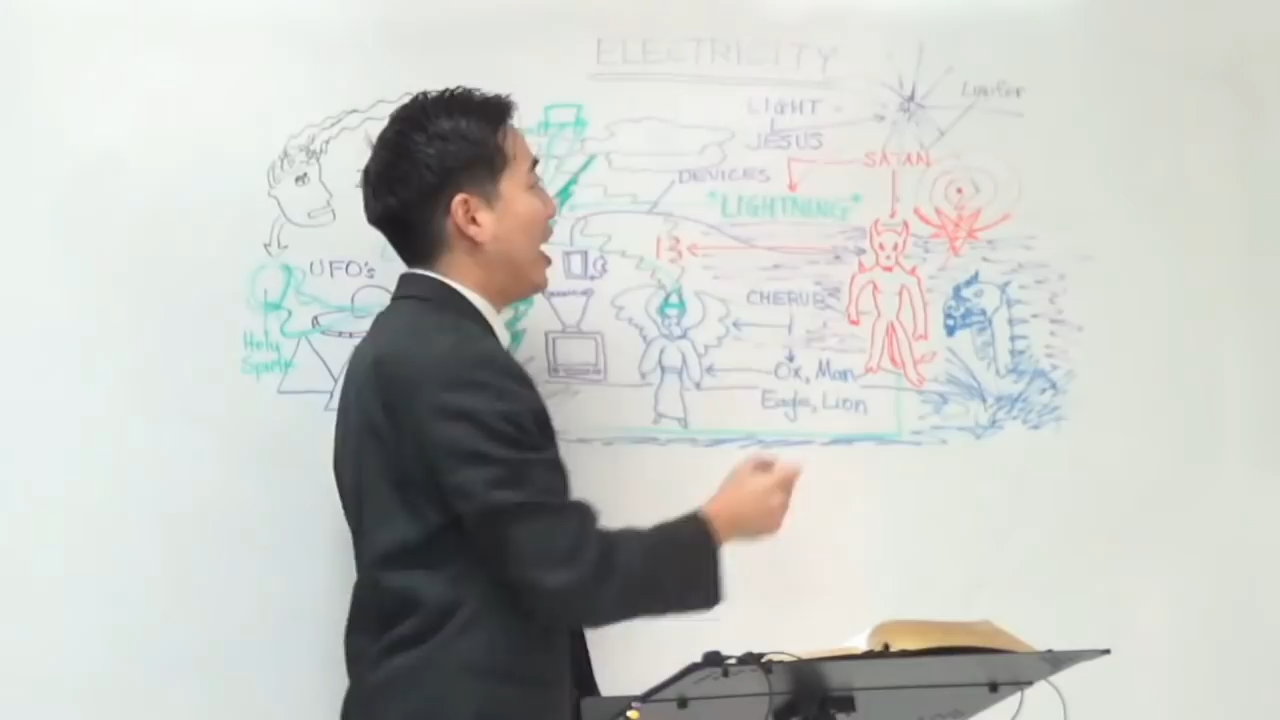 ELECTRICITY
LIGHT
Lucifer
JESUS
SATAN
DEVICES
"LIGHTNING"
13
UFO's
CHERUB
Holy
Spirit
Ox, Man
Eagle, Lion